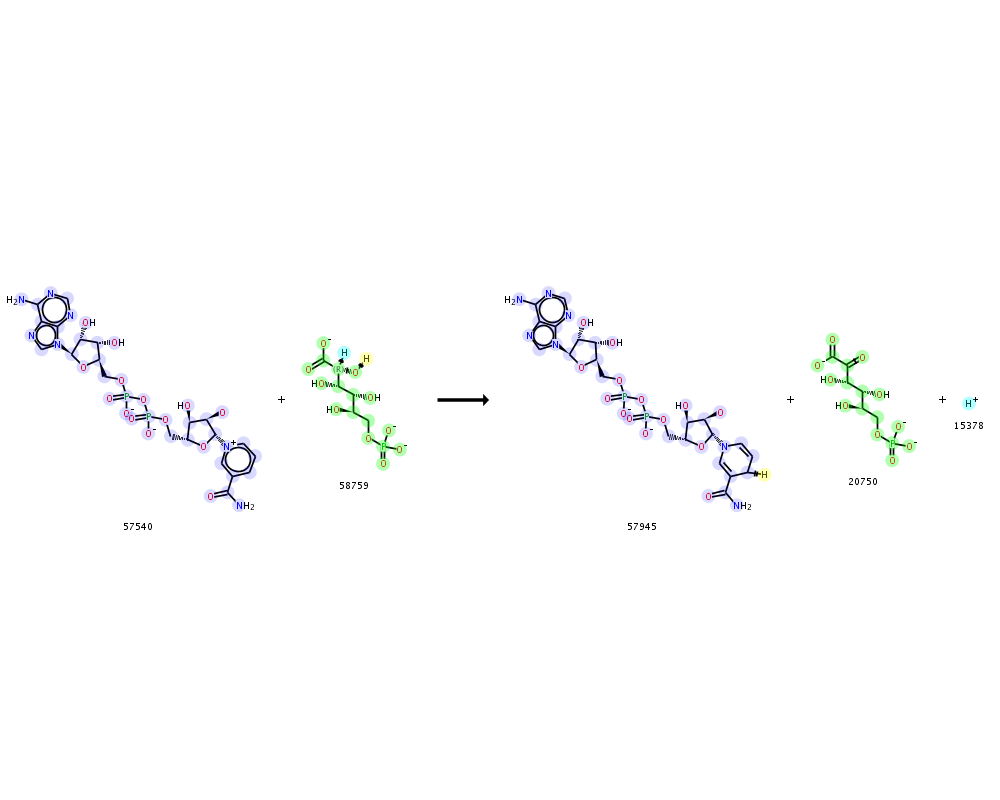 H₂N N N N N OH OH O O P O O⁻ O O P O⁻ O HO O O N⁺ O NH₂
57540
+
O⁻ O H (R) O H HO OH HO O P O⁻ O⁻ O
58759
H₂N N N N N OH OH O O P O O⁻ O O P O⁻ O HO O O N H O NH₂
57945
+
O O⁻ O HO OH HO O P O⁻ O⁻ O
20750
+
H⁺
15378